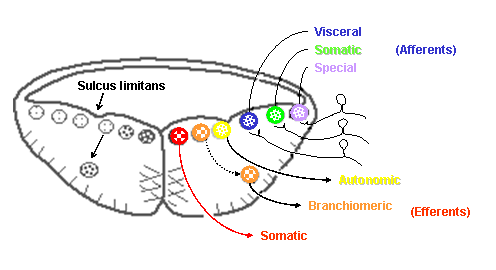 Visceral
Somatic (Afferents)
Special
Sulcus limitans
Autonomic
Branchiomeric (Efferents)
Somatic